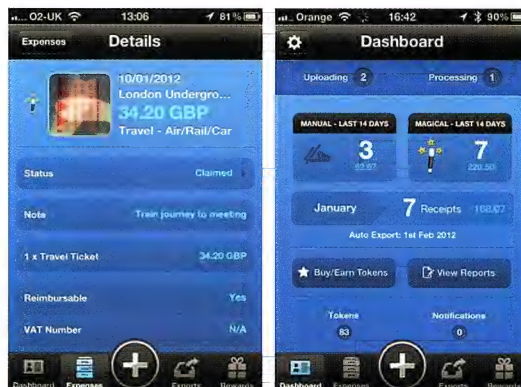 O2-UK 13:06 81%
Expenses Details
10/01/2012
London Undergro...
34.20 GBP
Travel - Air/Rail/Car
Status Claimed
Note Train journey to meeting
1 x Travel Ticket 34.20 GBP
Reimbursable Yes
VAT Number N/A
Dashboard Expenses Exports Rewards
Orange 16:42 90%
Dashboard
Uploading 2 Processing 1
MANUAL - LAST 14 DAYS MAGICAL - LAST 14 DAYS
3 7
220.50
January 7 Receipts 168.07
Auto Export: 1st Feb 2012
Buy/Earn Tokens View Reports
Tokens Notifications
83 0
Dashboard Expenses Exports Rewards